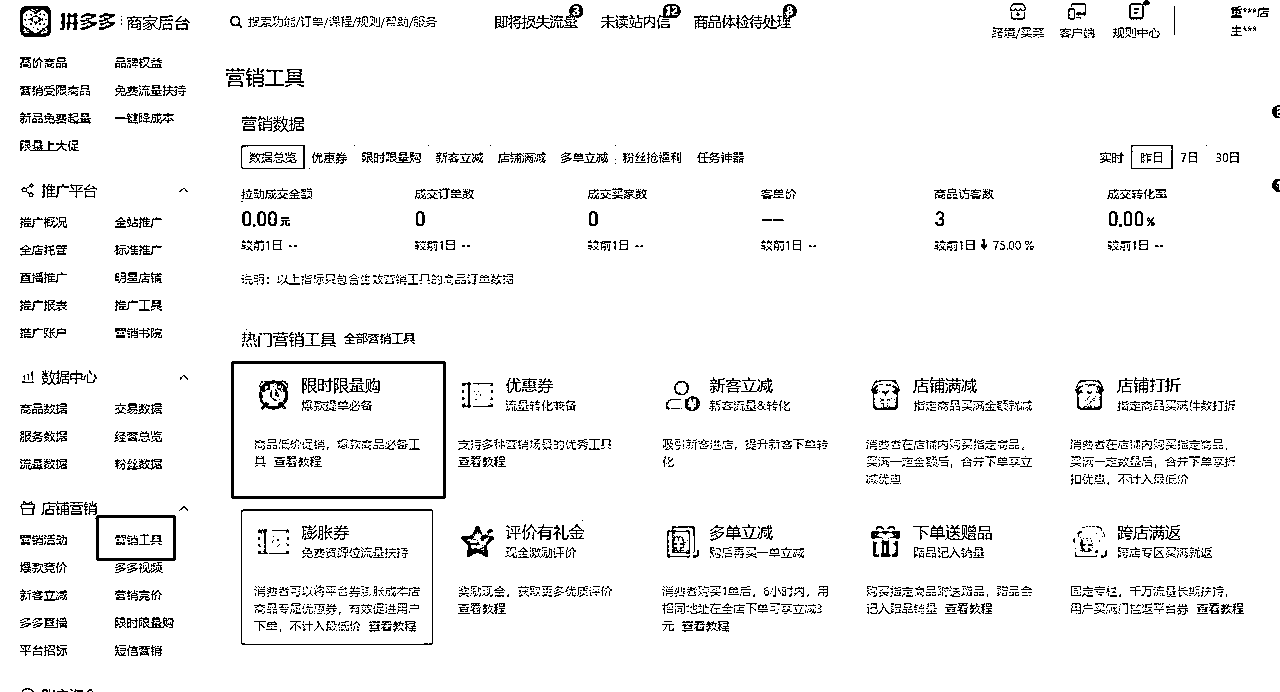 拼多多 商家后台
搜索功能/订单/课程/规则/帮助/服务
即将损失流量 3
未读站内信 12
商品体检待处理
跨境/买菜
客户端
规则中心
重***店
主***
高价商品 品牌权益
营销受限商品 免费流量扶持
新品免费起量 一键降成本
限量上大促
推广平台
推广概况 全站推广
全店托管 标准推广
直播推广 明星店铺
推广报表 推广工具
推广账户 营销书院
数据中心
商品数据 交易数据
服务数据 经营总览
流量数据 粉丝数据
店铺营销
营销活动 营销工具
爆款竞价 多多视频
新客立减 营销竞价
多多直播 限时限量购
平台招标 短信营销
营销工具
营销数据
数据总览 优惠券 限时限量购 新客立减 店铺满减 多单立减 粉丝抢福利 任务神器
实时 昨日 7日 30日
拉动成交金额 成交订单数 成交买家数 客单价 商品访客数 成交转化率
0.00元 0 0 -- 3 0.00%
较前1日 -- 较前1日 -- 较前1日 -- 较前1日 -- 较前1日 75.00 % 较前1日 --
说明：以上指标只包含生效营销工具的商品订单数据
热门营销工具 全部营销工具
限时限量购
爆款提单必备
商品低价促销，爆款商品必备工
具 查看教程
优惠券
流量转化必备
支持多种营销场景的优秀工具
查看教程
新客立减
新客流量&转化
吸引新客进店，提升新客下单转
化
店铺满减
指定商品买满金额就减
消费者在店铺内购买指定商品，
买满一定金额后，合并下单享立
减优惠
店铺打折
指定商品买满件数打折
消费者在店铺内购买指定商品，
买满一定数量后，合并下单享折
扣优惠，不计入最低价
膨胀券
免费资源位流量扶持
消费者可以将平台券膨胀成本店
商品专属优惠券，有效促进用户
下单，不计入最低价 查看教程
评价有礼金
现金激励评价
奖励现金，获取更多优质评价
查看教程
多单立减
购后再买一单立减
消费者购买1单后，6小时内，用
相同地址在全店下单可享立减3
元 查看教程
下单送赠品
赠品记入销量
购买指定商品附送赠品，赠品会
记入赠品销量 查看教程
跨店满返
跨店专区买满就返
固定专栏，千万流量长期扶持，
用户买满门槛返平台券 查看教程